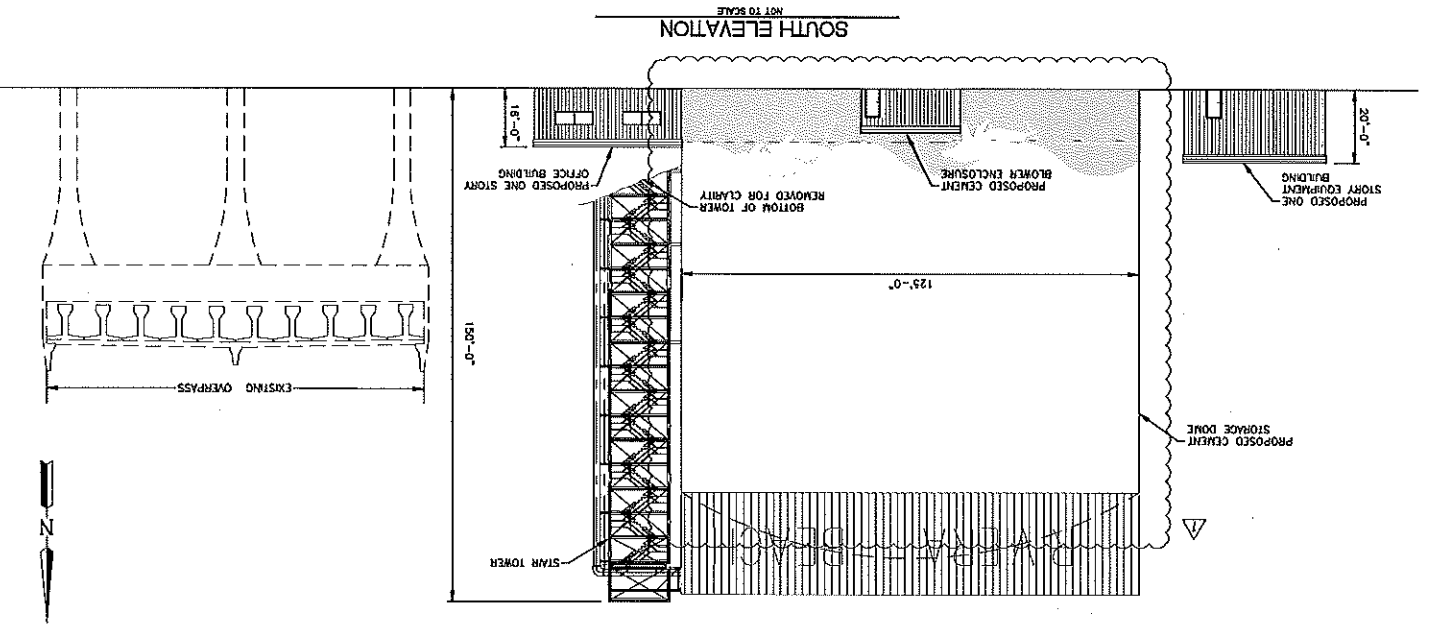 1
N
STAIR TOWER
PROPOSED CEMENT
STORAGE DOME
EXISTING OVERPASS
150'-0"
125'-0"
BOTTOM OF TOWER
REMOVED FOR CLARITY
PROPOSED ONE
STORY EQUIPMENT
BUILDING
PROPOSED CEMENT
BLOWER ENCLOSURE
PROPOSED ONE STORY
OFFICE BUILDING
20'-0"
16'-0"
SOUTH ELEVATION
NOT TO SCALE